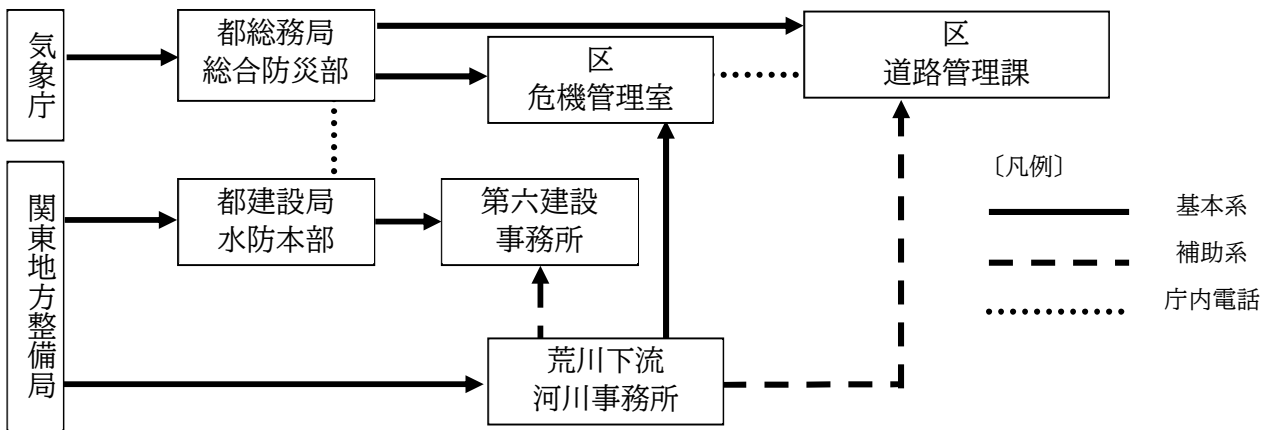 気象庁
都総務局
総合防災部
区
危機管理室
区
道路管理課
関東地方整備局
都建設局
水防本部
第六建設
事務所
荒川下流
河川事務所
〔凡例〕
基本系
補助系
庁内電話